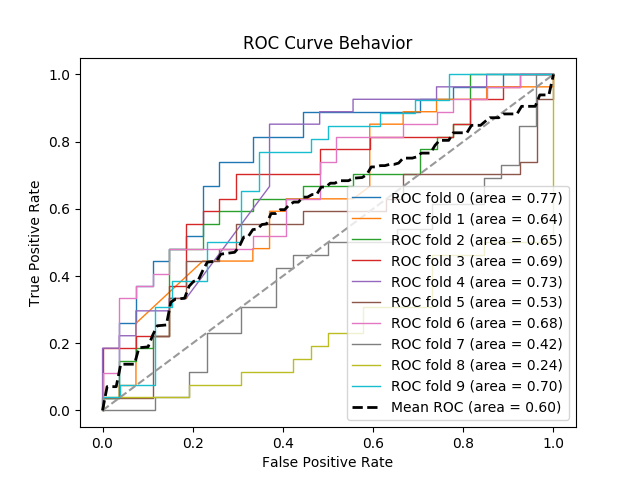 ROC Curve Behavior
True Positive Rate
1.0
0.8
0.6
0.4
0.2
0.0
ROC fold 0 (area = 0.77)
ROC fold 1 (area = 0.64)
ROC fold 2 (area = 0.65)
ROC fold 3 (area = 0.69)
ROC fold 4 (area = 0.73)
ROC fold 5 (area = 0.53)
ROC fold 6 (area = 0.68)
ROC fold 7 (area = 0.42)
ROC fold 8 (area = 0.24)
ROC fold 9 (area = 0.70)
Mean ROC (area = 0.60)
0.0 0.2 0.4 0.6 0.8 1.0
False Positive Rate